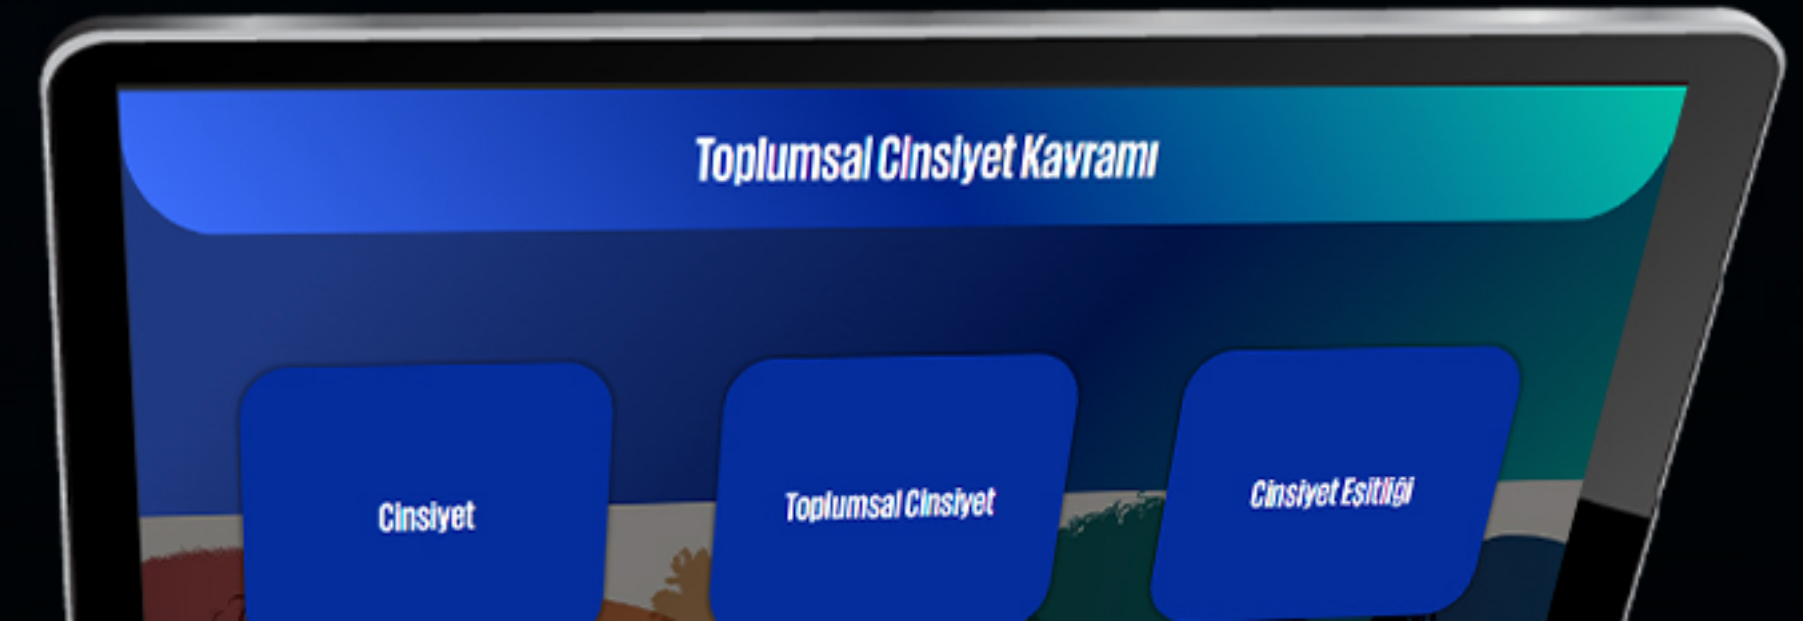 Toplumsal Cinsiyet Kavramı
Cinsiyet
Toplumsal Cinsiyet
Cinsiyet Eşitliği